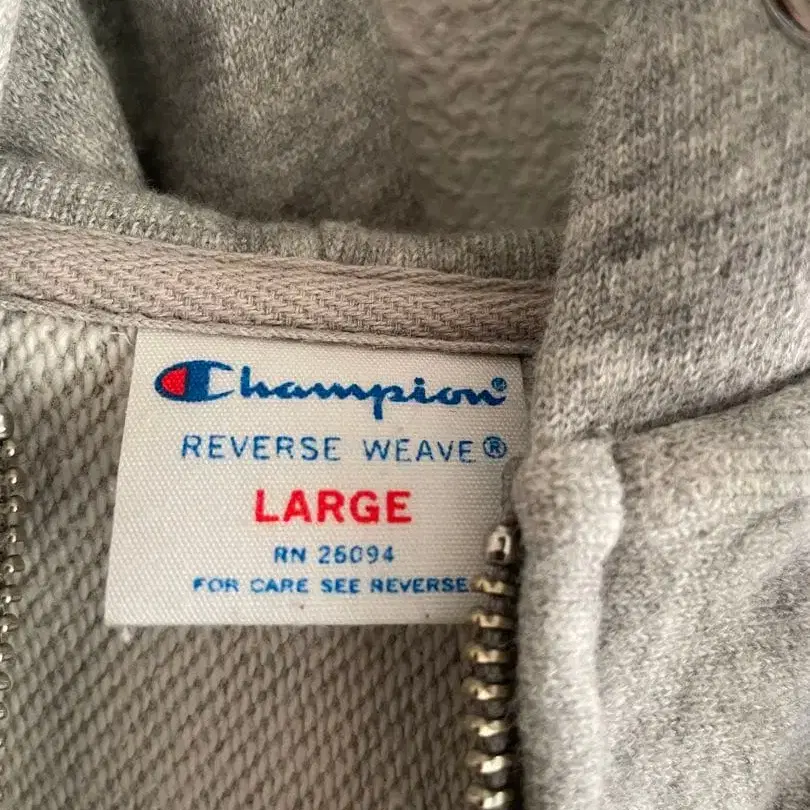 Champion®
REVERSE WEAVE®
LARGE
RN 26094
FOR CARE SEE REVERSE